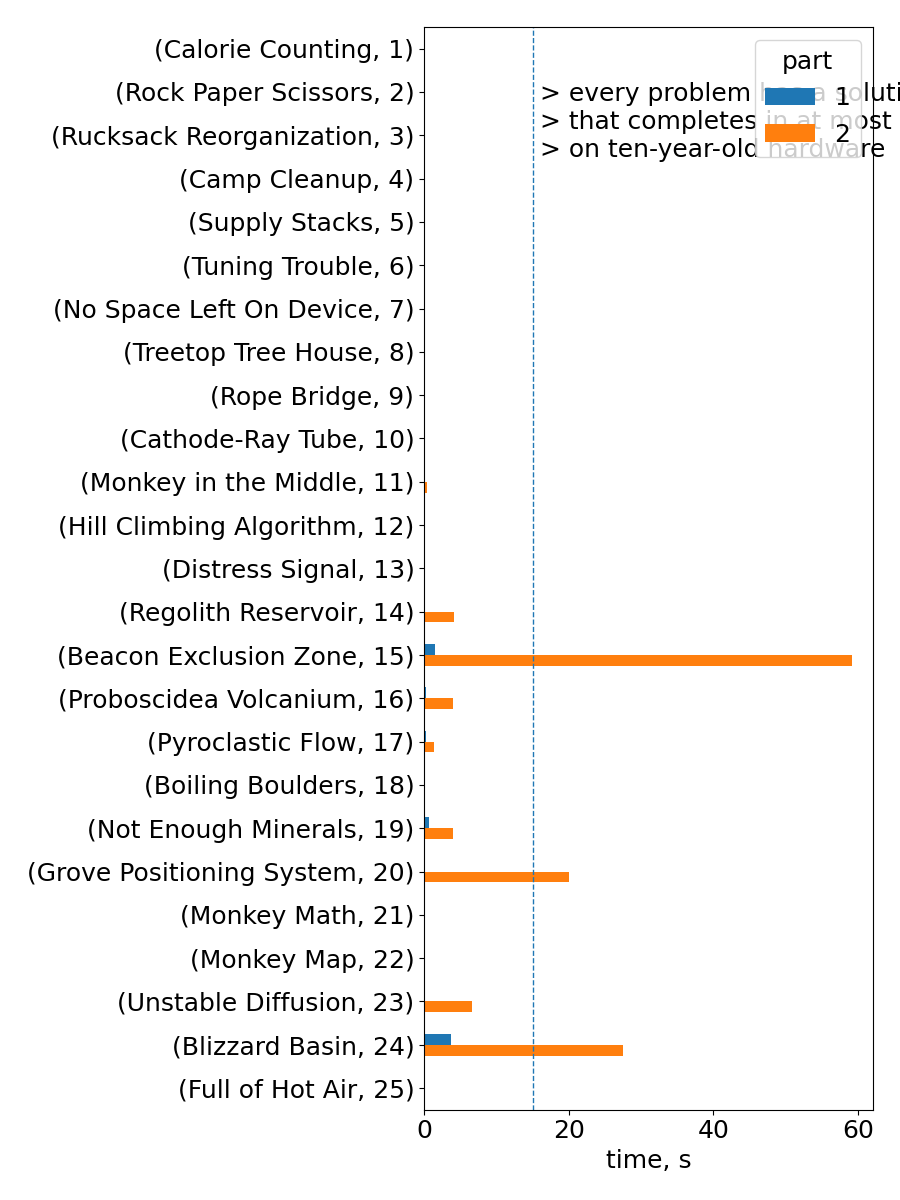 (Calorie Counting, 1)
(Rock Paper Scissors, 2)
(Rucksack Reorganization, 3)
(Camp Cleanup, 4)
(Supply Stacks, 5)
(Tuning Trouble, 6)
(No Space Left On Device, 7)
(Treetop Tree House, 8)
(Rope Bridge, 9)
(Cathode-Ray Tube, 10)
(Monkey in the Middle, 11)
(Hill Climbing Algorithm, 12)
(Distress Signal, 13)
(Regolith Reservoir, 14)
(Beacon Exclusion Zone, 15)
(Proboscidea Volcanium, 16)
(Pyroclastic Flow, 17)
(Boiling Boulders, 18)
(Not Enough Minerals, 19)
(Grove Positioning System, 20)
(Monkey Math, 21)
(Monkey Map, 22)
(Unstable Diffusion, 23)
(Blizzard Basin, 24)
(Full of Hot Air, 25)
> every problem has a soluti
> that completes in at most
> on ten-year-old hardware
part
1
2
0 20 40 60
time, s